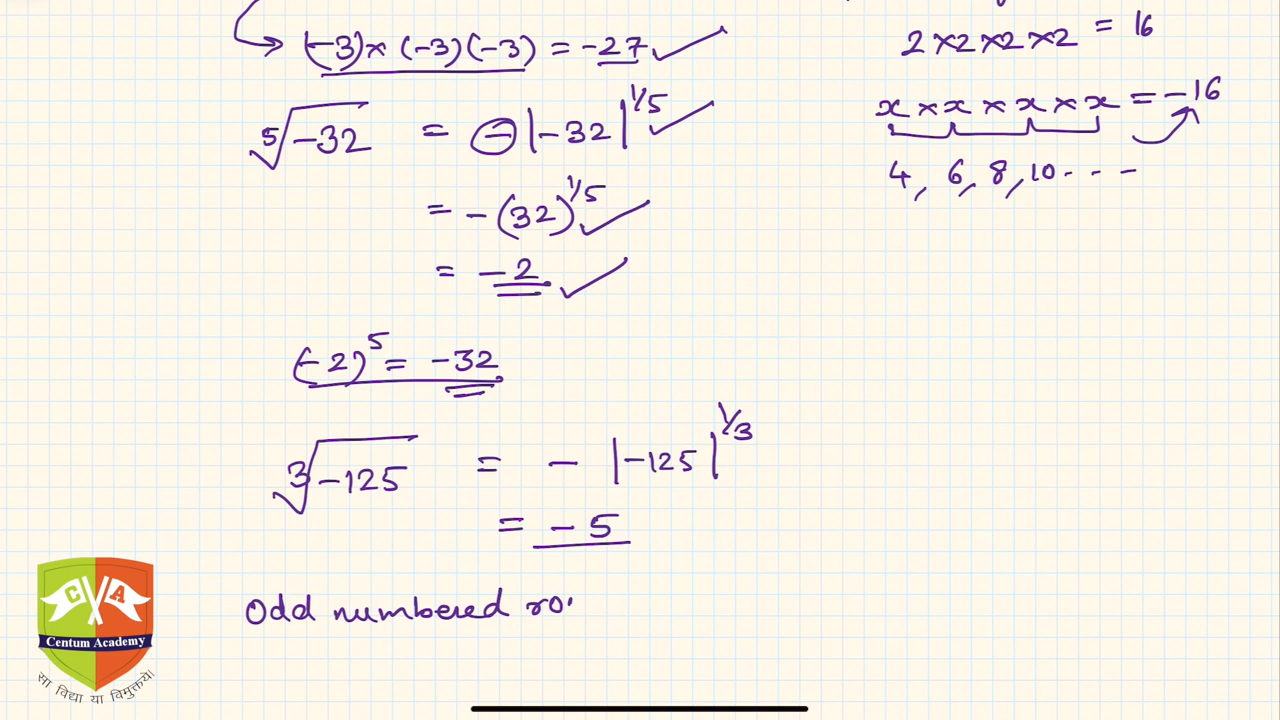 (-3)×(-3)(-3) = -27
⁵√-32 = -|-32|^1/5
= -(32)^1/5
= -2
(-2)⁵ = -32
³√-125 = -|-125|^1/3
= -5
Odd numbered ro
2×2×2×2 = 16
x × x × x × x = -16
4, 6, 8, 10- - -
C A
Centum Academy
सा विद्या या विमुक्तये।